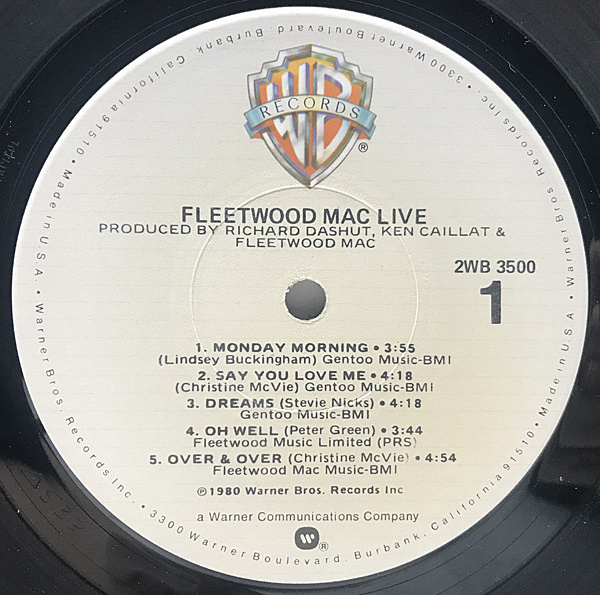 WB
RECORDS
®
FLEETWOOD MAC LIVE
PRODUCED BY RICHARD DASHUT, KEN CAILLAT &
FLEETWOOD MAC
2WB 3500
1
1. MONDAY MORNING • 3:55
(Lindsey Buckingham) Gentoo Music-BMI
2. SAY YOU LOVE ME • 4:18
(Christine McVie) Gentoo Music-BMI
3. DREAMS (Stevie Nicks) • 4:18
Gentoo Music-BMI
4. OH WELL (Peter Green) • 3:44
Fleetwood Music Limited (PRS)
5. OVER & OVER (Christine McVie) • 4:54
Fleetwood Mac Music-BMI
℗1980 Warner Bros. Records Inc
a Warner Communications Company
W®
• Made in U.S.A. • Warner Bros. Records Inc. • 3300 Warner Boulevard, Burbank, California 91510 • Made in U.S.A. • Warner Bros. Records Inc. • 3300 Warner Boulevard, Burbank, California 91510